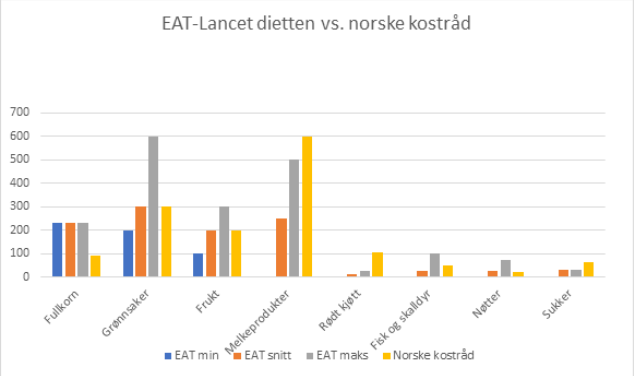 EAT-Lancet dietten vs. norske kostråd
700
600
500
400
300
200
100
0
Fullkorn
Grønnsaker
Frukt
Melkeprodukter
Rødt kjøtt
Fisk og skalldyr
Nøtter
Sukker
EAT min
EAT snitt
EAT maks
Norske kostråd